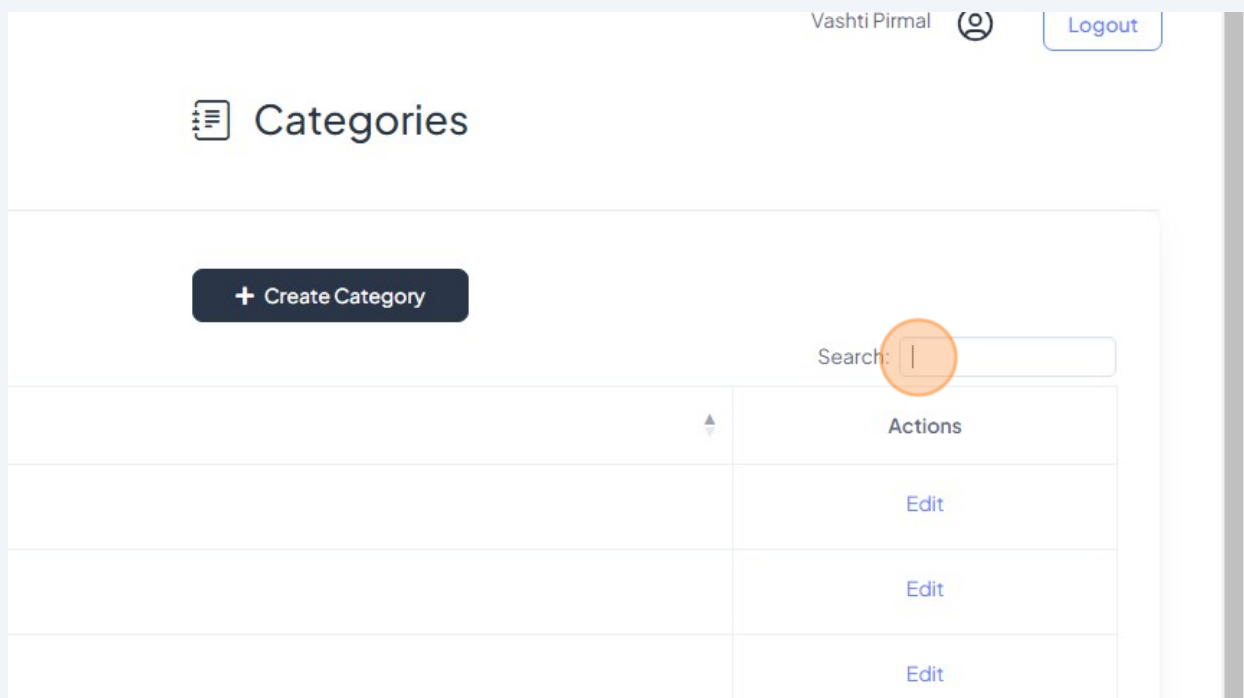 Vashti Pirmal
Logout
Categories
+ Create Category
Search:
Actions
Edit
Edit
Edit